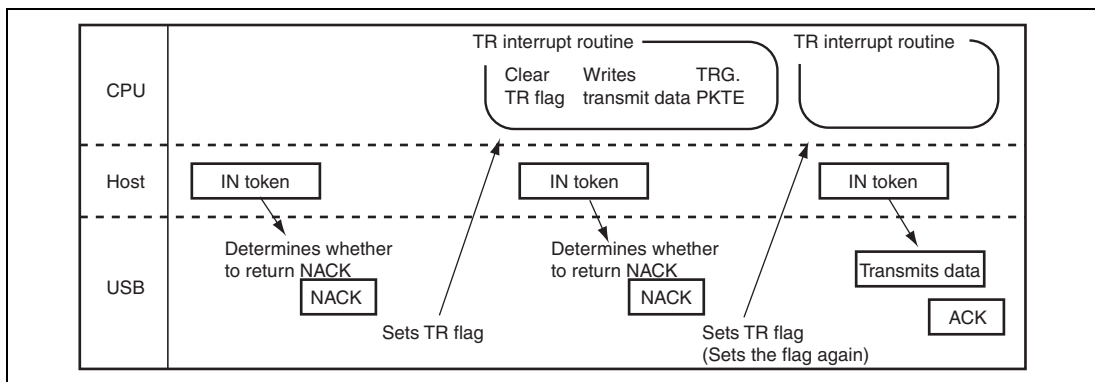 TR interrupt routine
TR interrupt routine
CPU
Clear Writes TRG.
TR flag transmit data PKTE
Host
IN token
IN token
IN token
USB
Determines whether
to return NACK
NACK
Sets TR flag
Determines whether
to return NACK
NACK
Sets TR flag
(Sets the flag again)
Transmits data
ACK